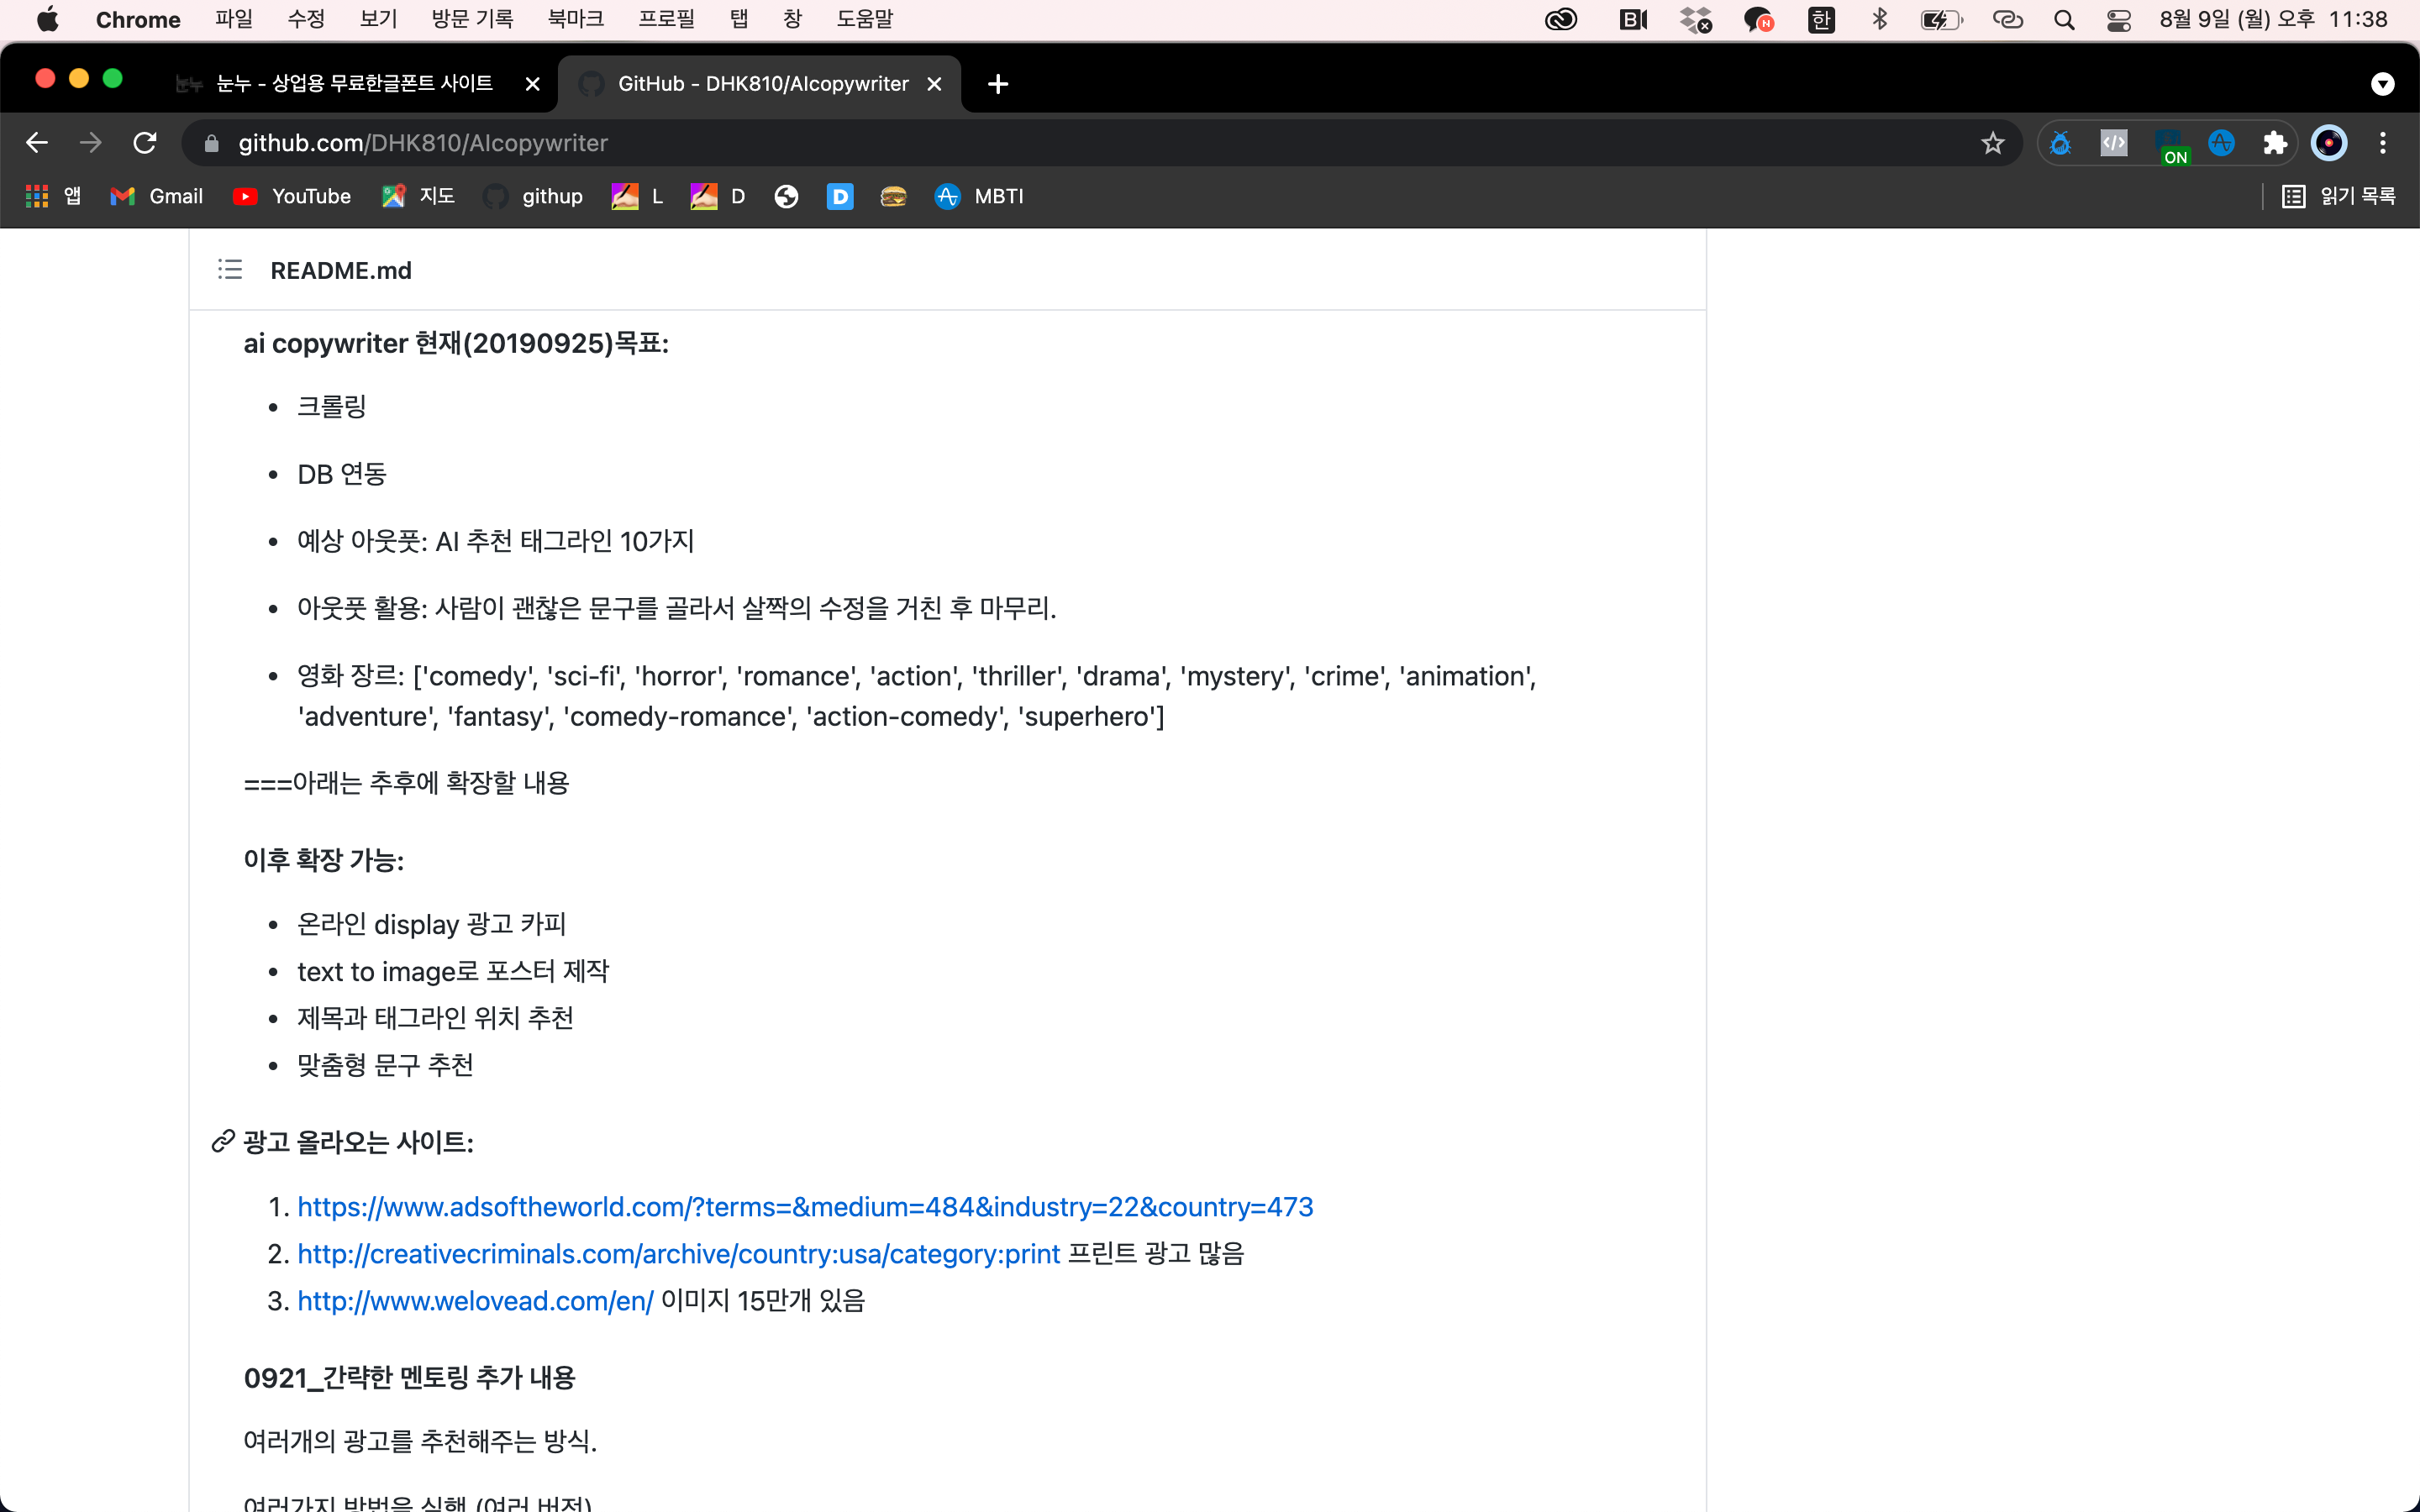 Chrome 파일 수정 보기 방문 기록 북마크 프로필 탭 창 도움말 한 8월 9일 (월) 오후 11:38
눈누 - 상업용 무료한글폰트 사이트 GitHub - DHK810/AIcopywriter
github.com/DHK810/AIcopywriter ON
앱 Gmail YouTube 지도 githup L D D MBTI 읽기 목록
README.md
ai copywriter 현재(20190925)목표:
크롤링
DB 연동
예상 아웃풋: AI 추천 태그라인 10가지
아웃풋 활용: 사람이 괜찮은 문구를 골라서 살짝의 수정을 거친 후 마무리.
영화 장르: ['comedy', 'sci-fi', 'horror', 'romance', 'action', 'thriller', 'drama', 'mystery', 'crime', 'animation',
'adventure', 'fantasy', 'comedy-romance', 'action-comedy', 'superhero']
===아래는 추후에 확장할 내용
이후 확장 가능:
온라인 display 광고 카피
text to image로 포스터 제작
제목과 태그라인 위치 추천
맞춤형 문구 추천
광고 올라오는 사이트:
1. https://www.adsoftheworld.com/?terms=&medium=484&industry=22&country=473
2. http://creativecriminals.com/archive/country:usa/category:print 프린트 광고 많음
3. http://www.welovead.com/en/ 이미지 15만개 있음
0921_간략한 멘토링 추가 내용
여러개의 광고를 추천해주는 방식.
여러가지 방법을 실행 (여러 버전)